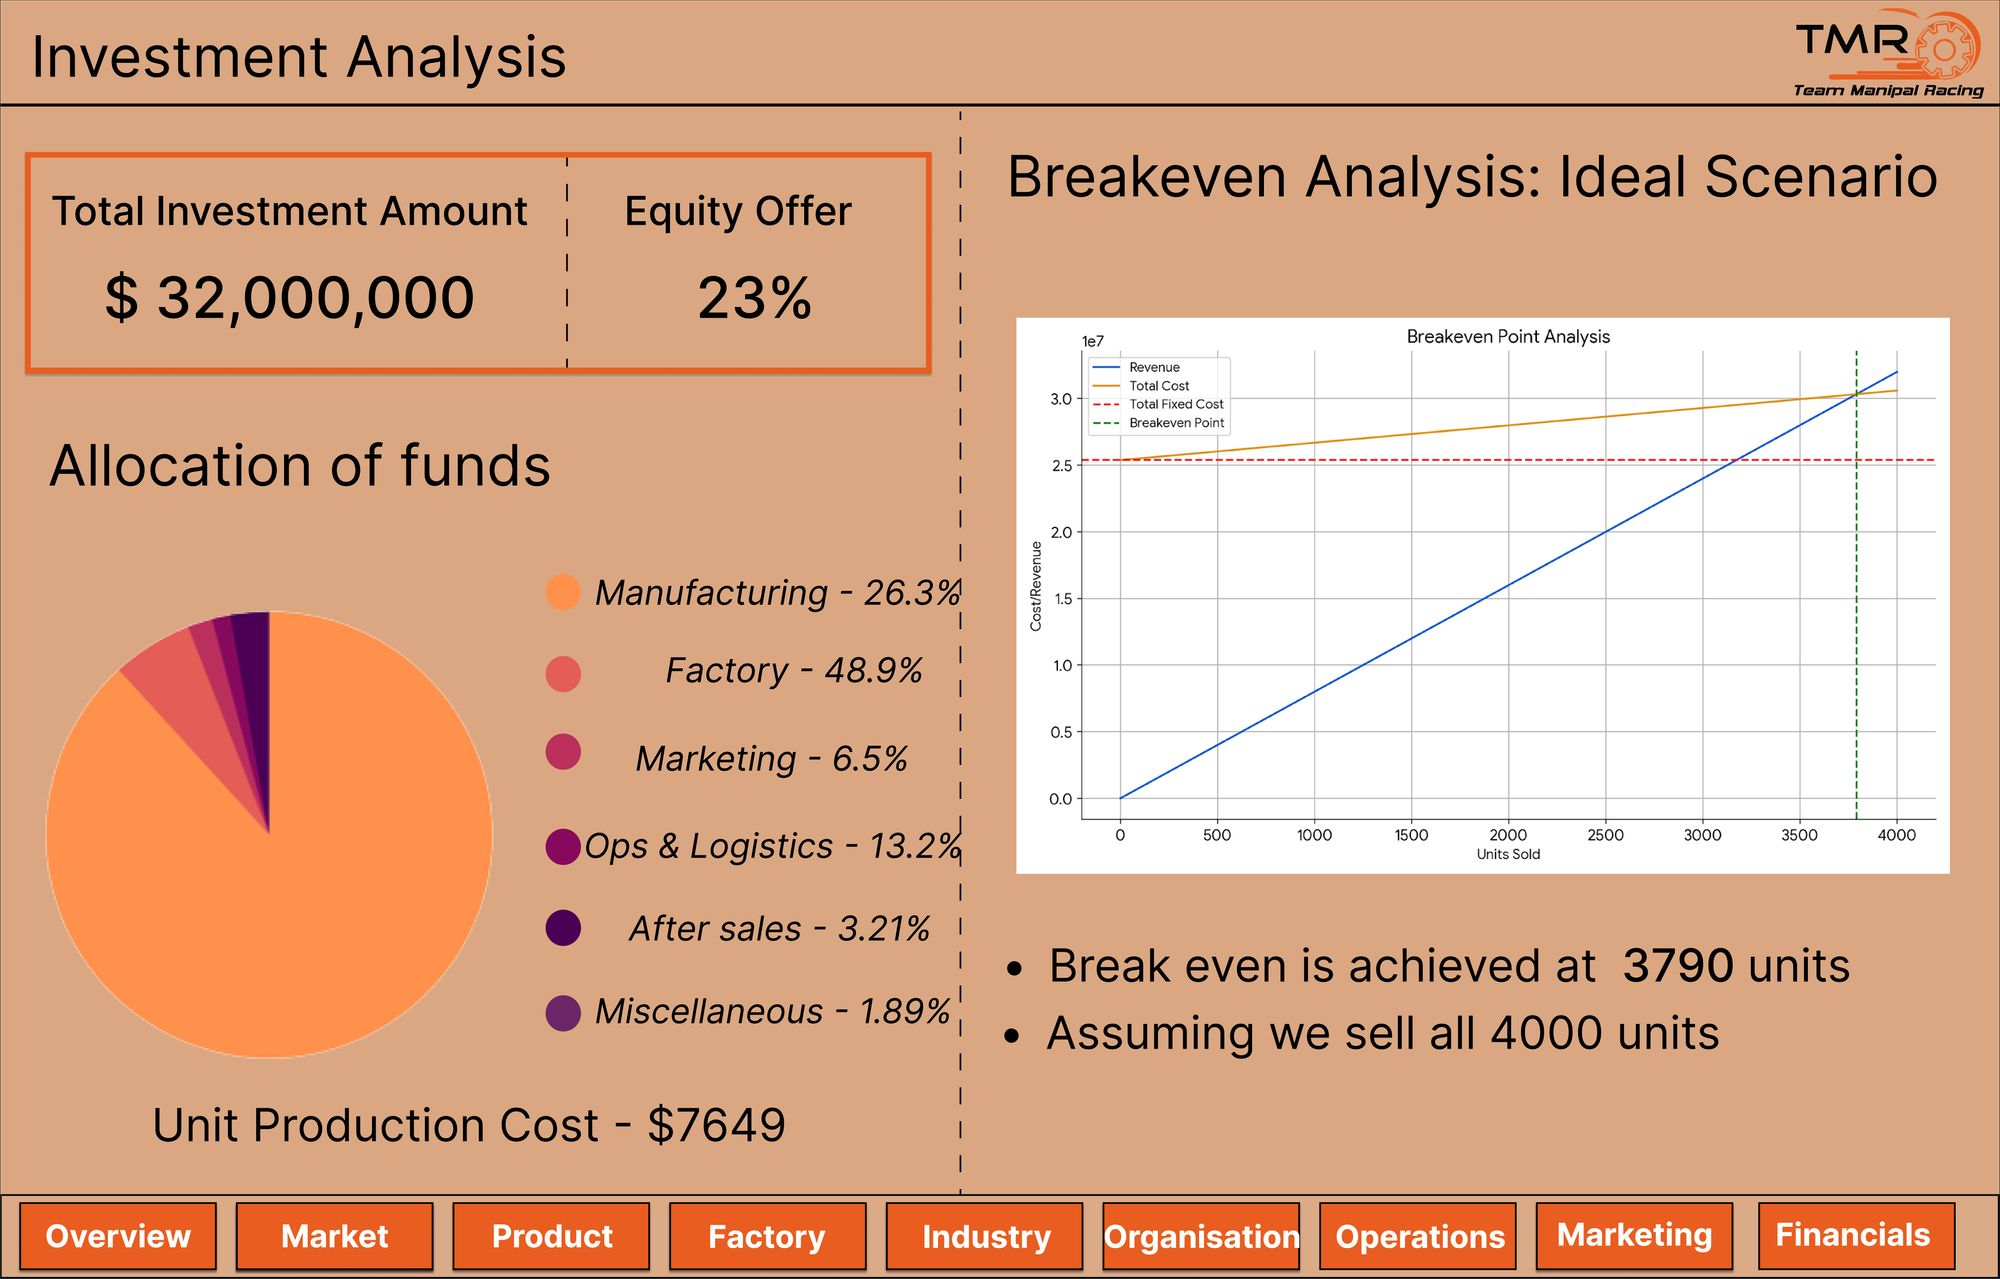 Investment Analysis
TMR
Team Manipal Racing
Total Investment Amount
$ 32,000,000
Equity Offer
23%
Allocation of funds
Manufacturing - 26.3%
Factory - 48.9%
Marketing - 6.5%
Ops & Logistics - 13.2%
After sales - 3.21%
Miscellaneous - 1.89%
Unit Production Cost - $7649
Breakeven Analysis: Ideal Scenario
Breakeven Point Analysis
1e7
Revenue
Total Cost
Total Fixed Cost
Breakeven Point
3.0
2.5
2.0
1.5
1.0
0.5
0.0
Cost/Revenue
0 500 1000 1500 2000 2500 3000 3500 4000
Units Sold
• Break even is achieved at 3790 units
• Assuming we sell all 4000 units
Overview Market Product Factory Industry Organisation Operations Marketing Financials